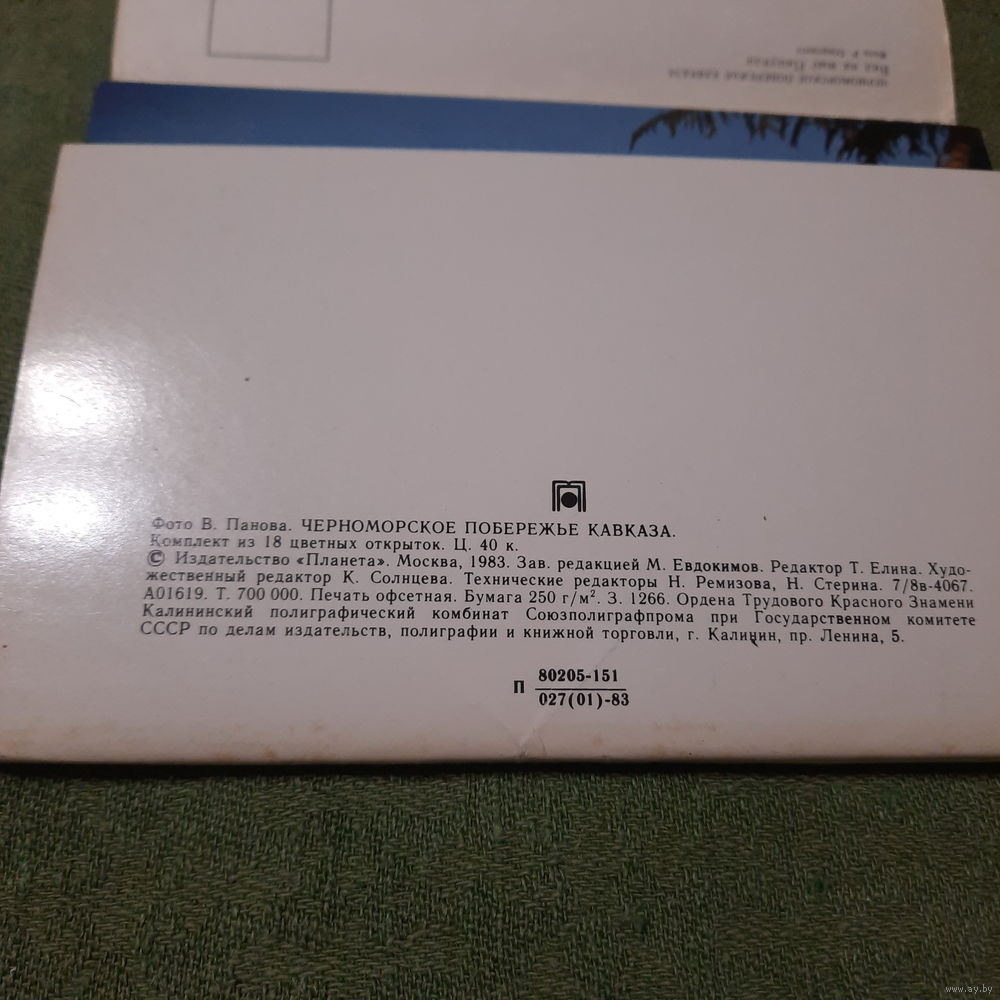 Фото В. Панова. ЧЕРНОМОРСКОЕ ПОБЕРЕЖЬЕ КАВКАЗА.
Комплект из 18 цветных открыток. Ц. 40 к.
© Издательство «Планета». Москва, 1983. Зав. редакцией М. Евдокимов. Редактор Т. Елина. Худо-
жественный редактор К. Солнцева. Технические редакторы Н. Ремизова, Н. Стерина. 7/8в-4067.
А01619. Т. 700 000. Печать офсетная. Бумага 250 г/м². З. 1266. Ордена Трудового Красного Знамени
Калининский полиграфический комбинат Союзполиграфпрома при Государственном комитете
СССР по делам издательств, полиграфии и книжной торговли, г. Калинин, пр. Ленина, 5.
П 80205-151
027(01)-83
www.ay.by